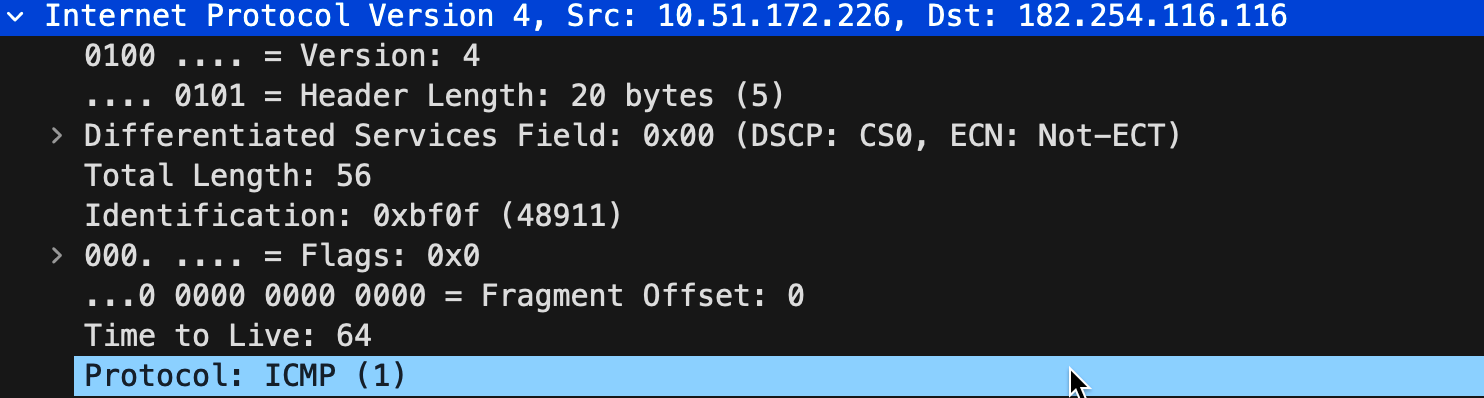 Internet Protocol Version 4, Src: 10.51.172.226, Dst: 182.254.116.116
0100 .... = Version: 4
.... 0101 = Header Length: 20 bytes (5)
Differentiated Services Field: 0x00 (DSCP: CS0, ECN: Not-ECT)
Total Length: 56
Identification: 0xbf0f (48911)
000. .... = Flags: 0x0
...0 0000 0000 0000 = Fragment Offset: 0
Time to Live: 64
Protocol: ICMP (1)